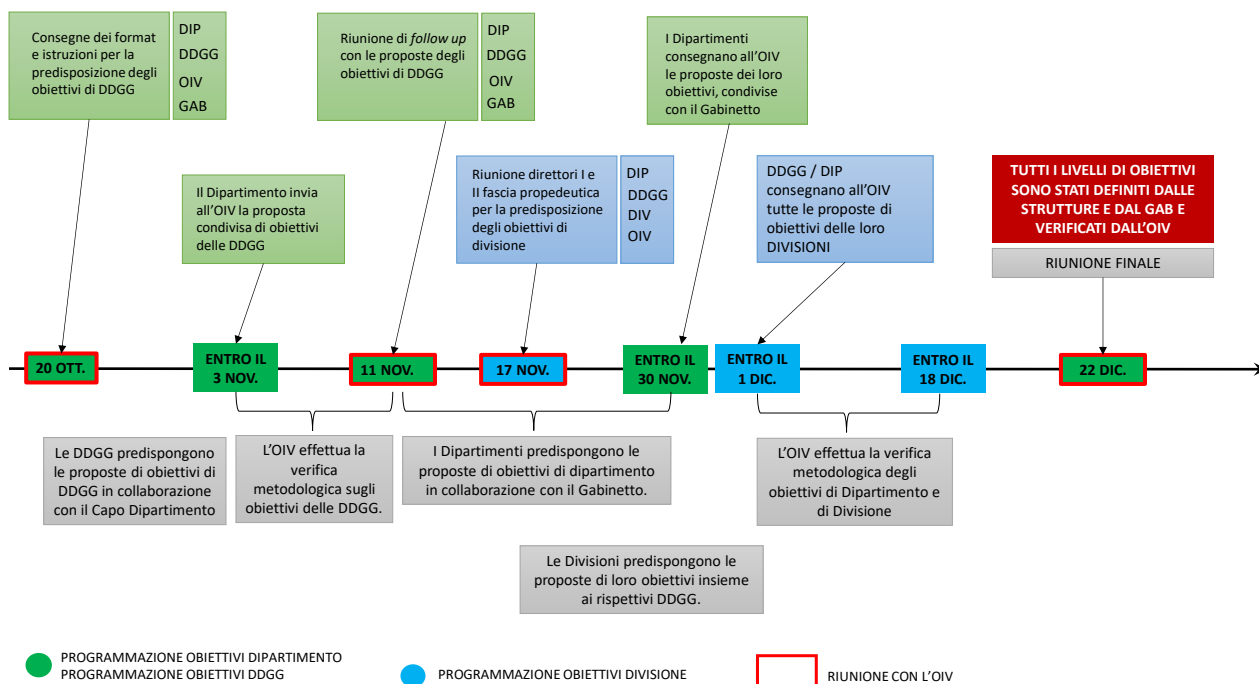 Consegne dei format
e istruzioni per la
predisposizione degli
obiettivi di DDGG
DIP
DDGG
OIV
GAB
Riunione di follow up
con le proposte degli
obiettivi di DDGG
DIP
DDGG
OIV
GAB
I Dipartimenti
consegnano all'OIV
le proposte dei loro
obiettivi, condivise
con il Gabinetto
Il Dipartimento invia
all'OIV la proposta
condivisa di obiettivi
delle DDGG
Riunione direttori I e
II fascia propedeutica
per la predisposizione
degli obiettivi di
divisione
DIP
DDGG
DIV
OIV
DDGG / DIP
consegnano all'OIV
tutte le proposte di
obiettivi delle loro
DIVISIONI
TUTTI I LIVELLI DI OBIETTIVI
SONO STATI DEFINITI DALLE
STRUTTURE E DAL GAB E
VERIFICATI DALL'OIV
RIUNIONE FINALE
20 OTT.
ENTRO IL
3 NOV.
11 NOV.
17 NOV.
ENTRO IL
30 NOV.
ENTRO IL
1 DIC.
ENTRO IL
18 DIC.
22 DIC.
Le DDGG predispongono
le proposte di obiettivi di
DDGG in collaborazione
con il Capo Dipartimento
L'OIV effettua la
verifica
metodologica sugli
obiettivi delle DDGG.
I Dipartimenti predispongono le
proposte di obiettivi di dipartimento
in collaborazione con il Gabinetto.
L'OIV effettua la verifica
metodologica degli
obiettivi di Dipartimento e
di Divisione
Le Divisioni predispongono le
proposte di loro obiettivi insieme
ai rispettivi DDGG.
PROGRAMMAZIONE OBIETTIVI DIPARTIMENTO
PROGRAMMAZIONE OBIETTIVI DDGG
PROGRAMMAZIONE OBIETTIVI DIVISIONE
RIUNIONE CON L'OIV